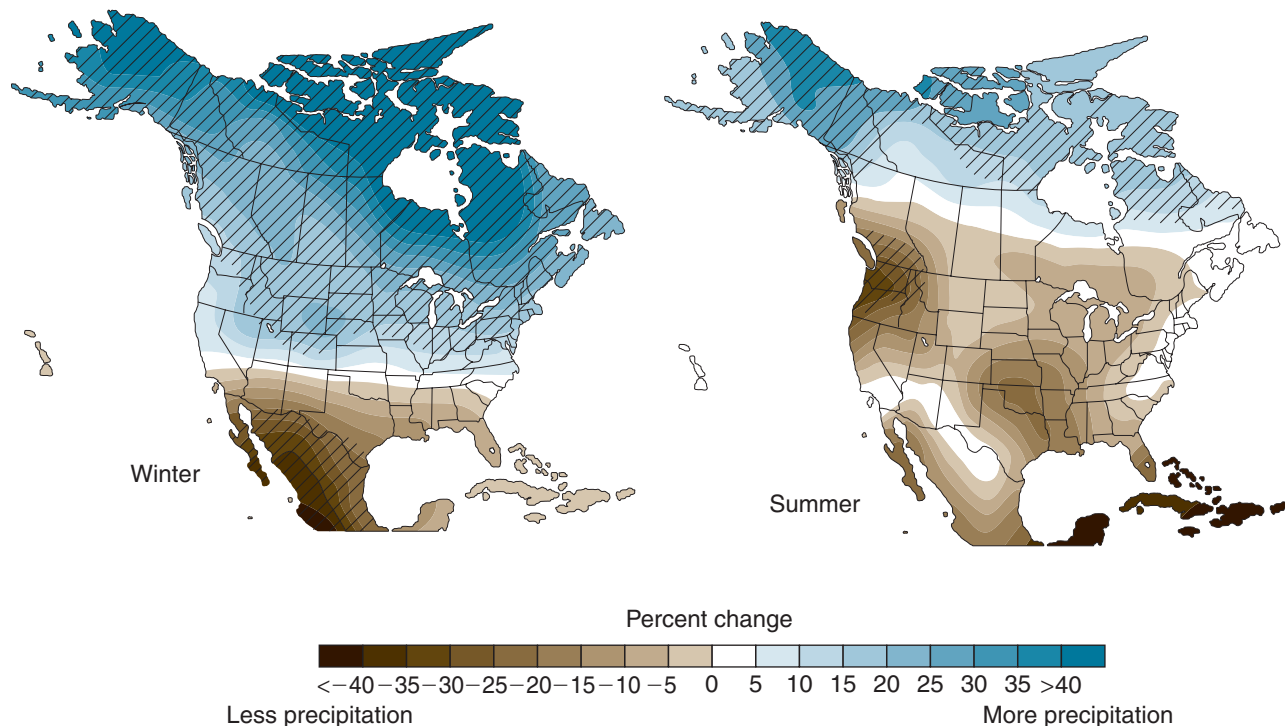 Winter
Summer
Percent change
<−40 −35 −30 −25 −20 −15 −10 −5 0 5 10 15 20 25 30 35 >40
Less precipitation More precipitation